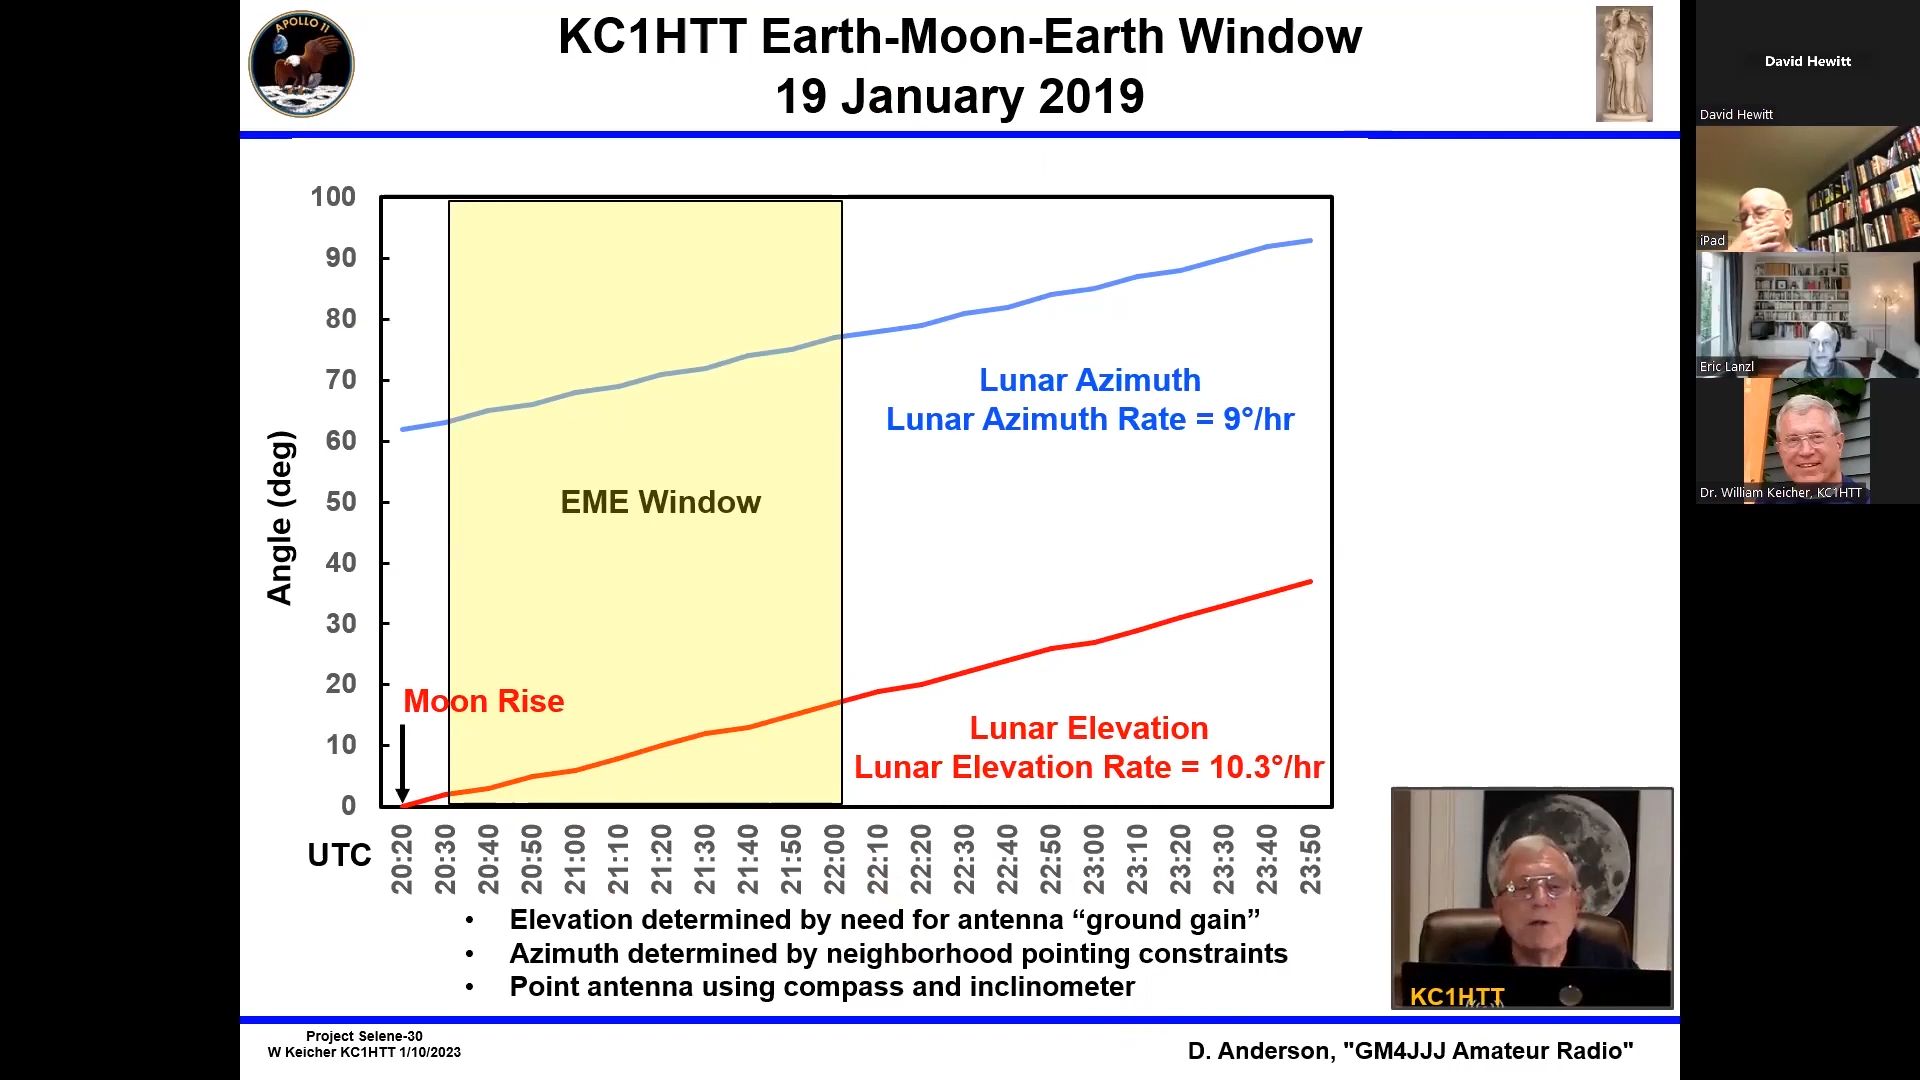 APOLLO 11
KC1HTT Earth-Moon-Earth Window
19 January 2019
100
90
80
70
60
50
40
30
20
10
0
Angle (deg)
EME Window
Lunar Azimuth
Lunar Azimuth Rate = 9°/hr
Moon Rise
Lunar Elevation
Lunar Elevation Rate = 10.3°/hr
UTC
20:20
20:30
20:40
20:50
21:00
21:10
21:20
21:30
21:40
21:50
22:00
22:10
22:20
22:30
22:40
22:50
23:00
23:10
23:20
23:30
23:40
23:50
• Elevation determined by need for antenna “ground gain”
• Azimuth determined by neighborhood pointing constraints
• Point antenna using compass and inclinometer
KC1HTT
Project Selene-30
W Keicher KC1HTT 1/10/2023
D. Anderson, "GM4JJJ Amateur Radio"
David Hewitt
David Hewitt
iPad
Eric Lanzl
Dr. William Keicher, KC1HTT